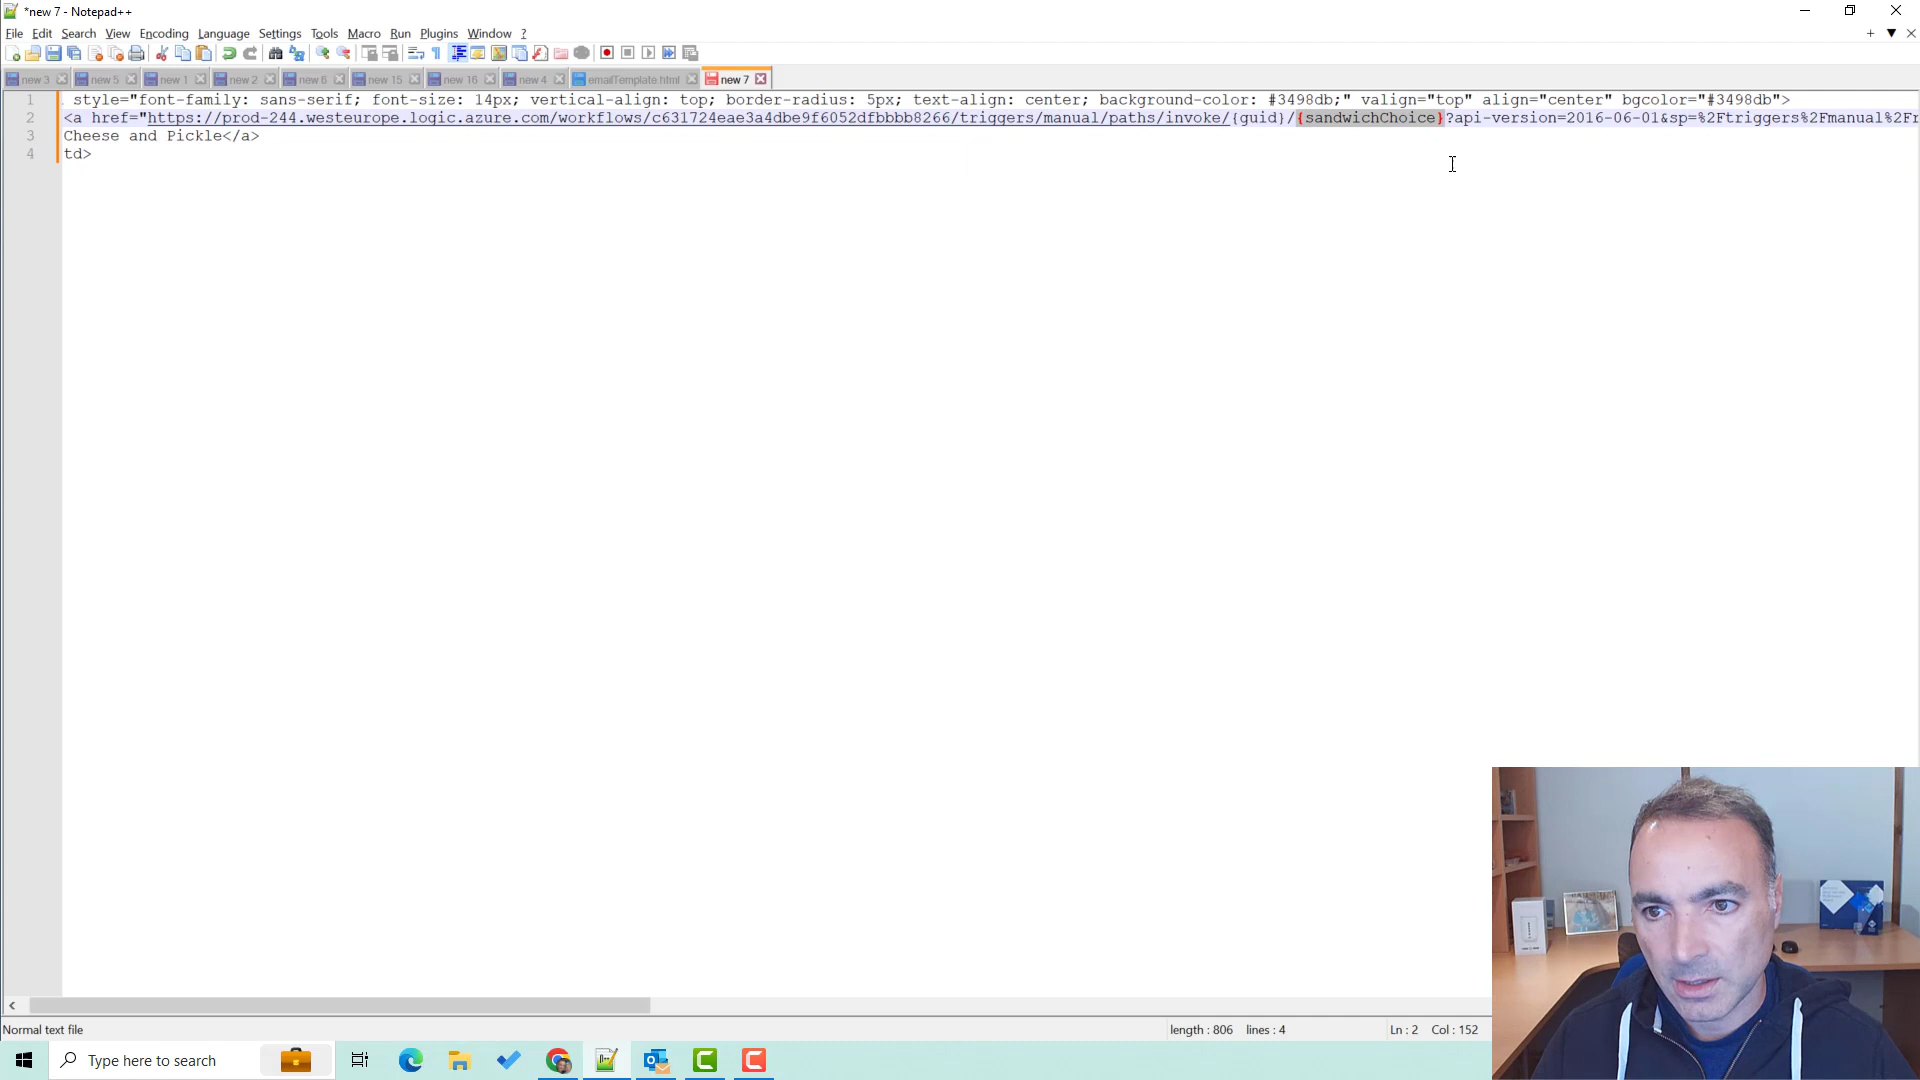 *new 7 - Notepad++
File Edit Search View Encoding Language Settings Tools Macro Run Plugins Window ?
new 3 new 5 new 1 new 2 new 6 new 15 new 16 new 4 emailTemplate.html new 7
1 style="font-family: sans-serif; font-size: 14px; vertical-align: top; border-radius: 5px; text-align: center; background-color: #3498db;" valign="top" align="center" bgcolor="#3498db">
2 <a href="https://prod-244.westeurope.logic.azure.com/workflows/c631724eae3a4dbe9f6052dfbbbb8266/triggers/manual/paths/invoke/{guid}/{sandwichChoice}?api-version=2016-06-01&sp=%2Ftriggers%2Fmanual%2Fr
3 Cheese and Pickle</a>
4 td>
Normal text file length : 806 lines : 4 Ln : 2 Col : 152
Type here to search